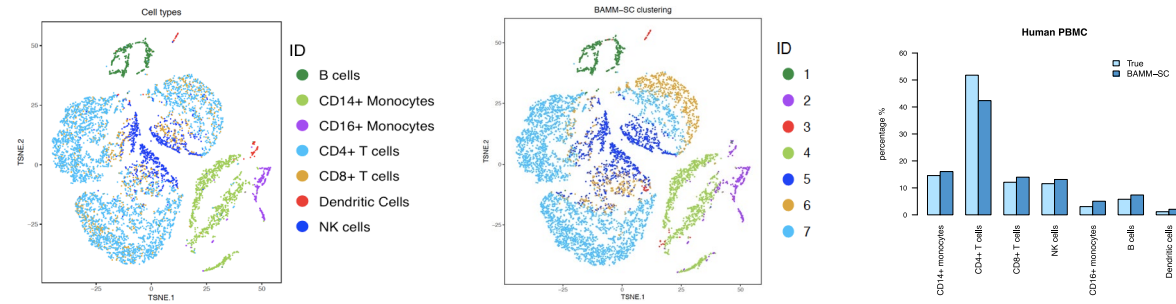 Cell types
50
25
0
−25
−25
0
25
50
TSNE.2
TSNE.1
ID
B cells
CD14+ Monocytes
CD16+ Monocytes
CD4+ T cells
CD8+ T cells
Dendritic Cells
NK cells
BAMM−SC clustering
50
25
0
−25
−25
0
25
50
TSNE.2
TSNE.1
ID
1
2
3
4
5
6
7
Human PBMC
True
BAMM−SC
percentage %
60
50
40
30
20
10
0
CD14+ monocytes
CD4+ T cells
CD8+ T cells
NK cells
CD16+ monocytes
B cells
Dendritic cells